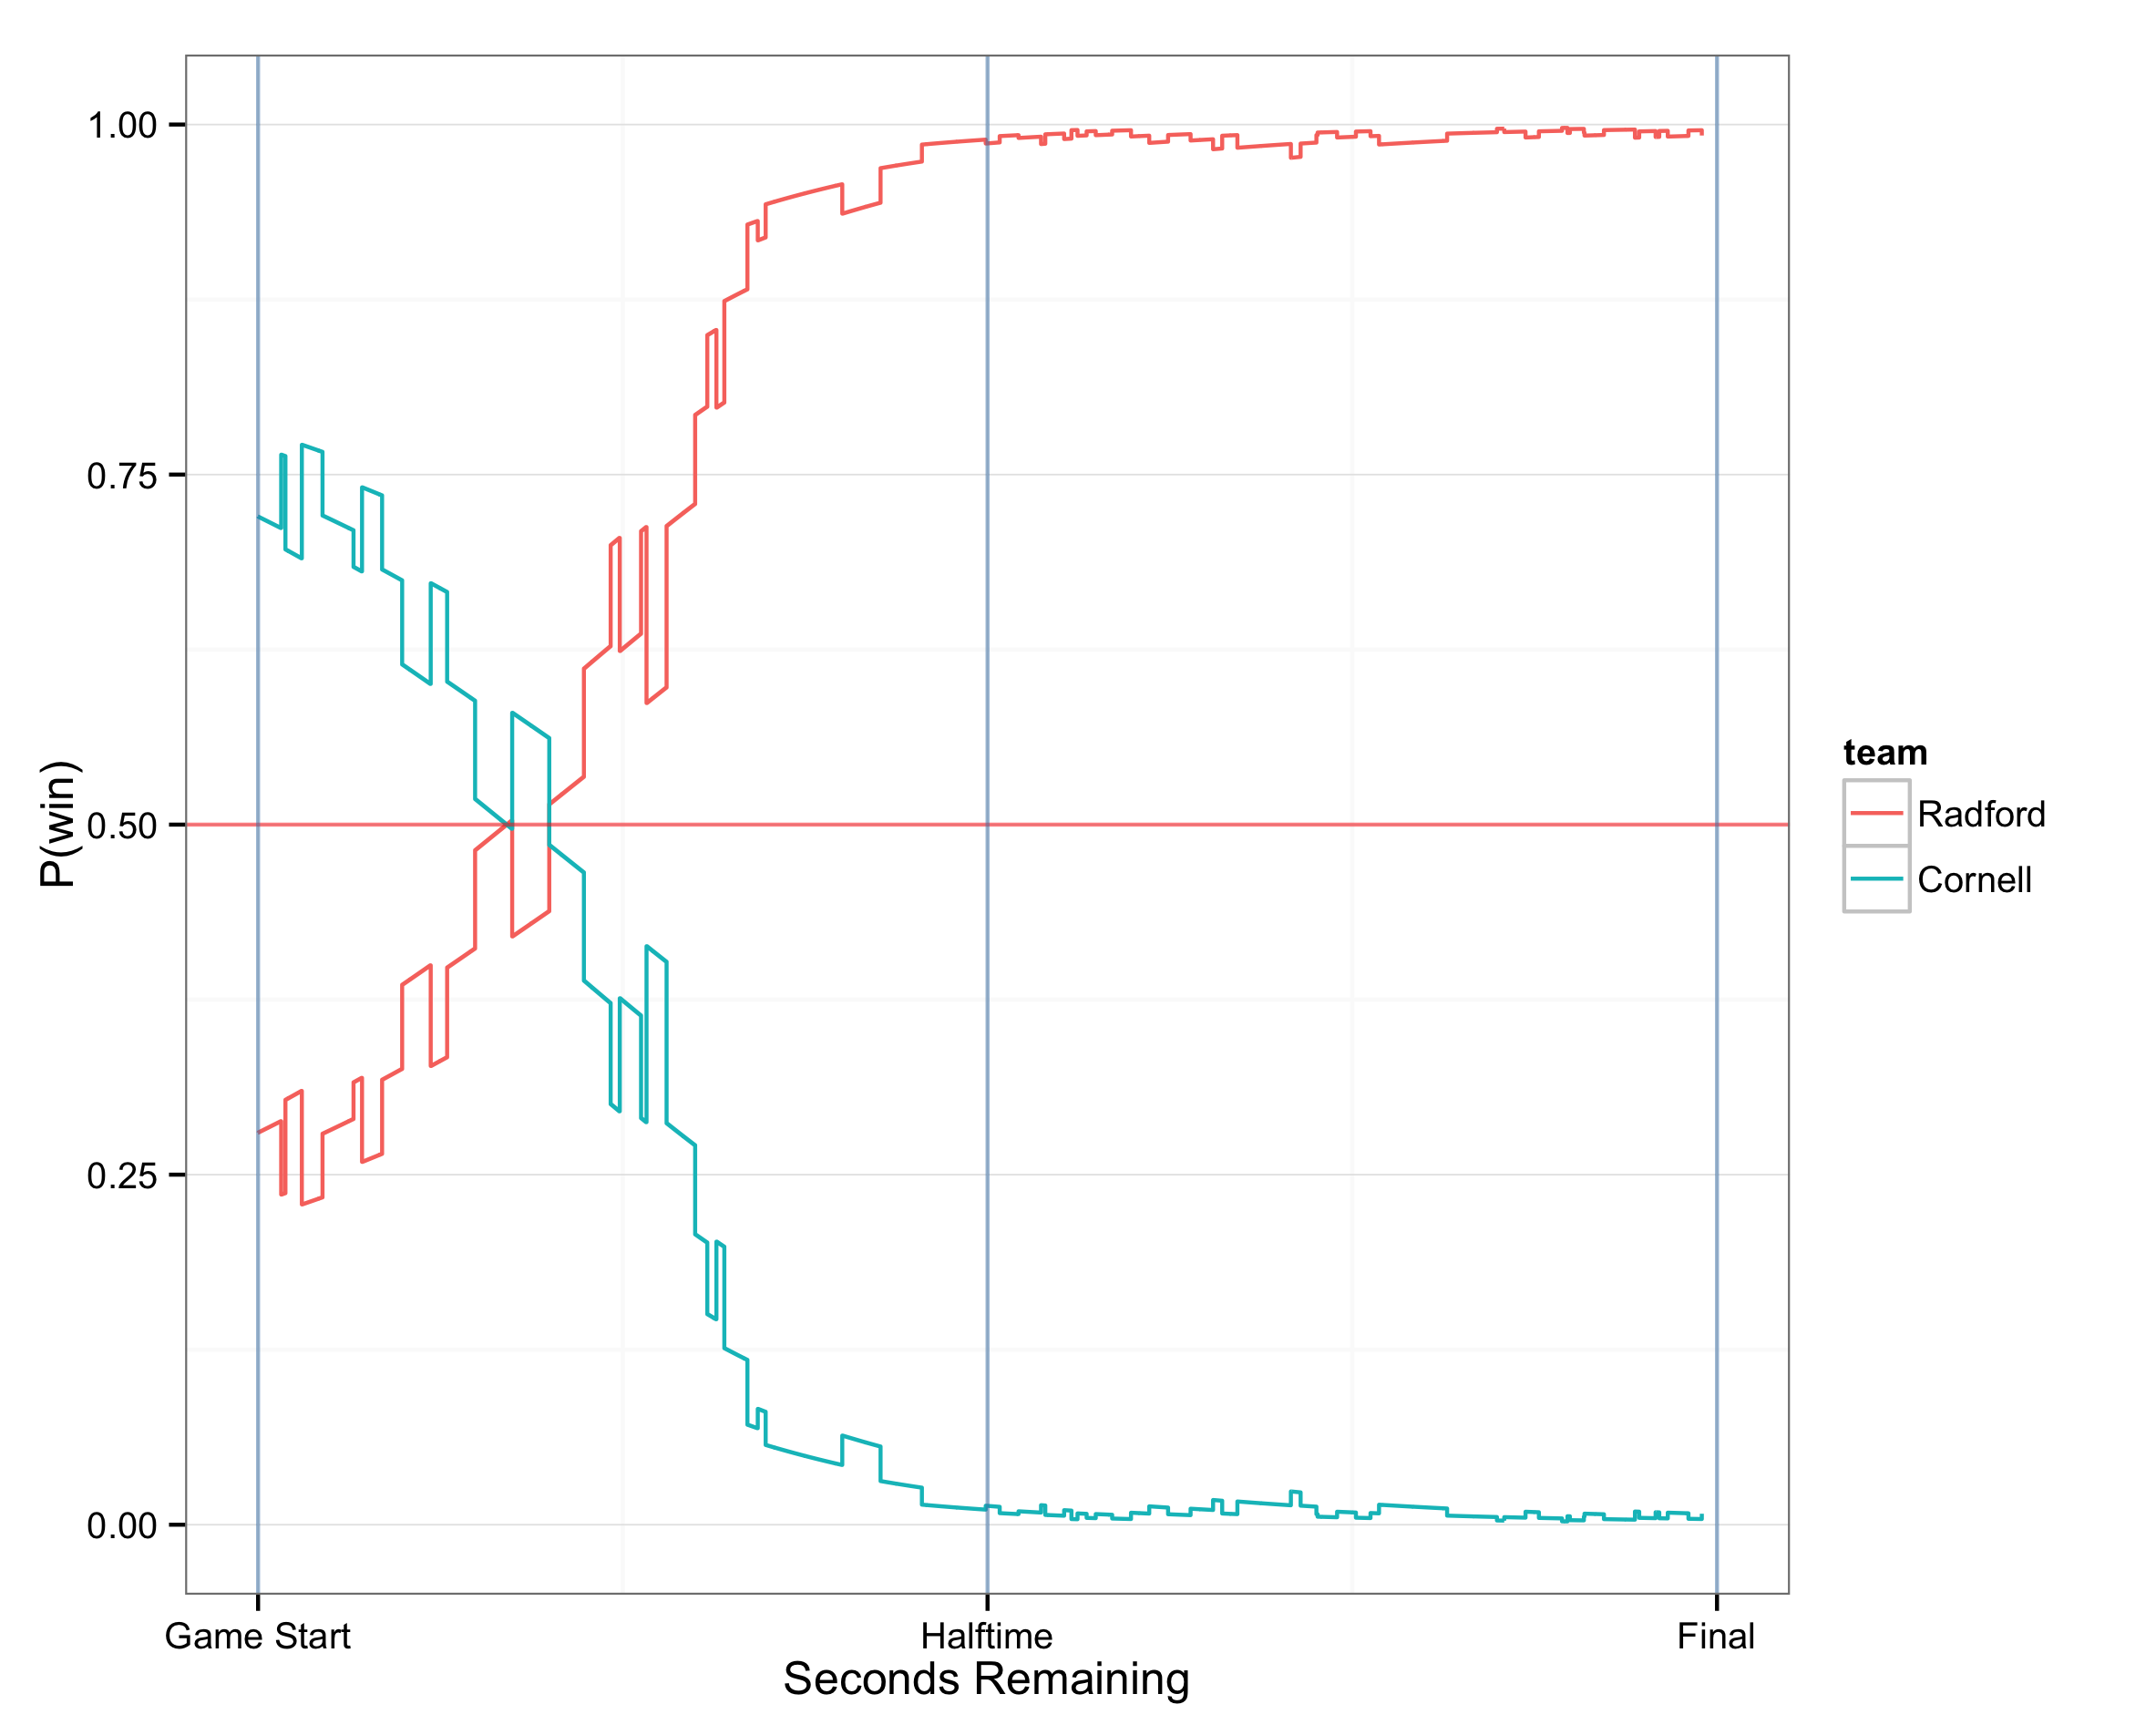 1.00
0.75
0.50
0.25
0.00
P(win)
Game Start
Halftime
Final
Seconds Remaining
team
Radford
Cornell